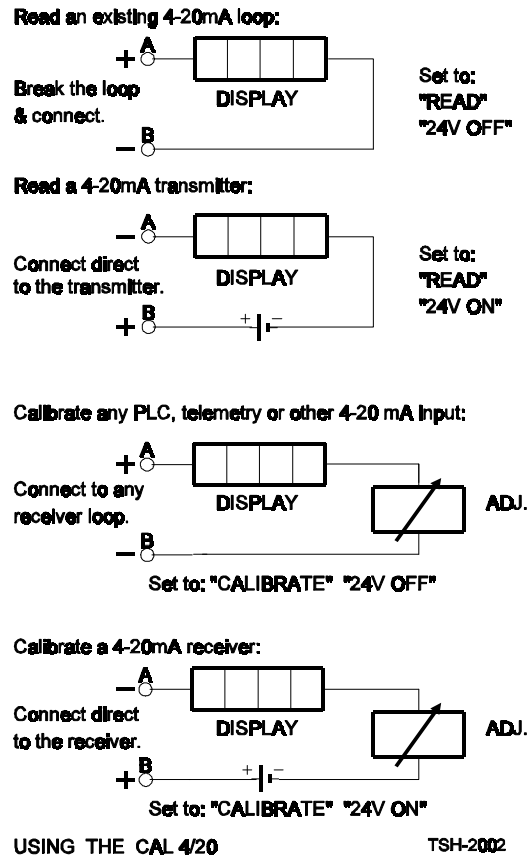 Read an existing 4-20mA loop:
+ A
Break the loop
& connect.
DISPLAY
Set to:
"READ"
"24V OFF"
− B
Read a 4-20mA transmitter:
− A
Connect direct
to the transmitter.
DISPLAY
Set to:
"READ"
"24V ON"
+ B
+ −
Calibrate any PLC, telemetry or other 4-20 mA Input:
+ A
Connect to any
receiver loop.
DISPLAY
ADJ.
− B
Set to: "CALIBRATE" "24V OFF"
Calibrate a 4-20mA receiver:
− A
Connect direct
to the receiver.
DISPLAY
ADJ.
+ B
+ −
Set to: "CALIBRATE" "24V ON"
USING THE CAL 4/20
TSH-2002